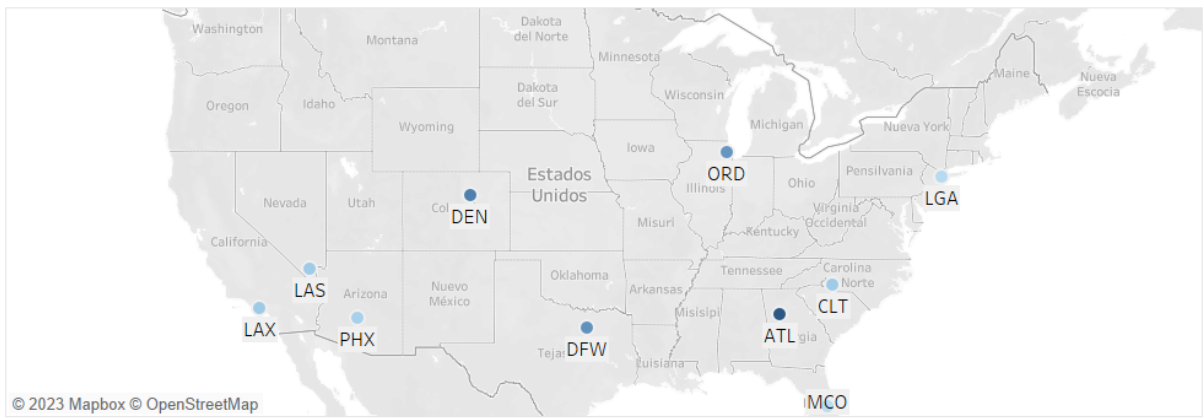 Washington
Montana
Dakota
del Norte
Minnesota
Maine
Nueva
Escocia
Oregon
Idaho
Dakota
del Sur
Wisconsin
Michigan
Nueva York
Wyoming
Iowa
ORD
Illinois
Ohio
Pensilvania
LGA
Nevada
Utah
DEN
Estados
Unidos
Misuri
Virginia
Occidental
Kentucky
California
LAS
Arizona
Nuevo
México
Oklahoma
Arkansas
Tennessee
Carolina
Norte
CLT
LAX
PHX
DFW
Misisipi
ATL
Luisiana
MCO
© 2023 Mapbox © OpenStreetMap